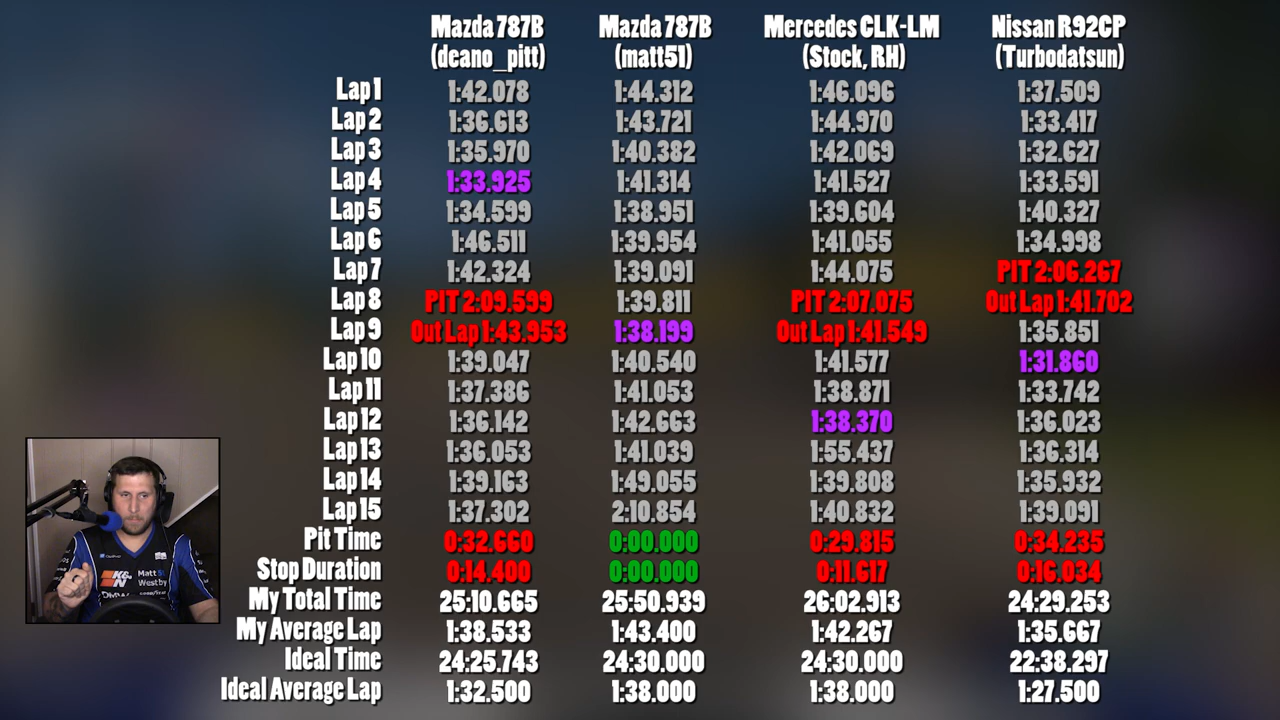 Mazda 787B Mazda 787B Mercedes CLK-LM Nissan R92CP
(deano_pitt) (matt51) (Stock, RH) (Turbodatsun)
Lap 1 1:42.078 1:44.312 1:46.096 1:37.509
Lap 2 1:36.613 1:43.721 1:44.970 1:33.417
Lap 3 1:35.970 1:40.382 1:42.069 1:32.627
Lap 4 1:33.925 1:41.314 1:41.527 1:33.591
Lap 5 1:34.599 1:38.951 1:39.604 1:40.327
Lap 6 1:46.511 1:39.954 1:41.055 1:34.998
Lap 7 1:42.324 1:39.091 1:44.075 PIT 2:06.267
Lap 8 PIT 2:09.599 1:39.811 PIT 2:07.075 Out Lap 1:41.702
Lap 9 Out Lap 1:43.953 1:38.199 Out Lap 1:41.549 1:35.851
Lap 10 1:39.047 1:40.540 1:41.577 1:31.860
Lap 11 1:37.386 1:41.053 1:38.871 1:33.742
Lap 12 1:36.142 1:42.663 1:38.370 1:36.023
Lap 13 1:36.053 1:41.039 1:55.437 1:36.314
Lap 14 1:39.163 1:49.055 1:39.808 1:35.932
Lap 15 1:37.302 2:10.854 1:40.832 1:39.091
Pit Time 0:32.660 0:00.000 0:29.815 0:34.235
Stop Duration 0:14.400 0:00.000 0:11.617 0:16.034
My Total Time 25:10.665 25:50.939 26:02.913 24:29.253
My Average Lap 1:38.533 1:43.400 1:42.267 1:35.667
Ideal Time 24:25.743 24:30.000 24:30.000 22:38.297
Ideal Average Lap 1:32.500 1:38.000 1:38.000 1:27.500
K&N
Matt
Westby